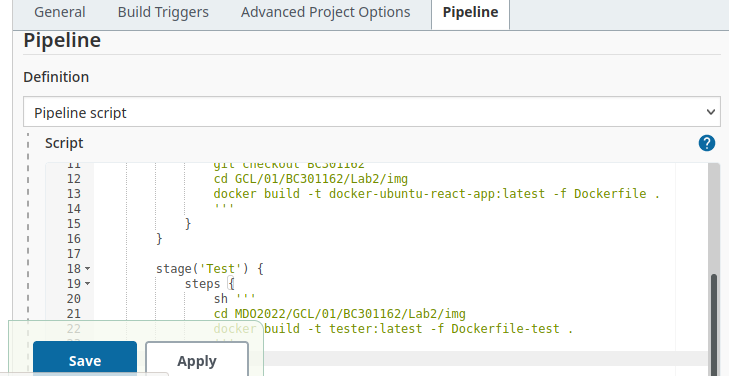 General Build Triggers Advanced Project Options Pipeline
Pipeline
Definition
Pipeline script
Script ?
11 git checkout BC301162
12 cd GCL/01/BC301162/Lab2/img
13 docker build -t docker-ubuntu-react-app:latest -f Dockerfile .
14 '''
15 }
16 }
17
18 stage('Test') {
19 steps {
20 sh '''
21 cd MDO2022/GCL/01/BC301162/Lab2/img
22 docker build -t tester:latest -f Dockerfile-test .
23 '''
Save Apply